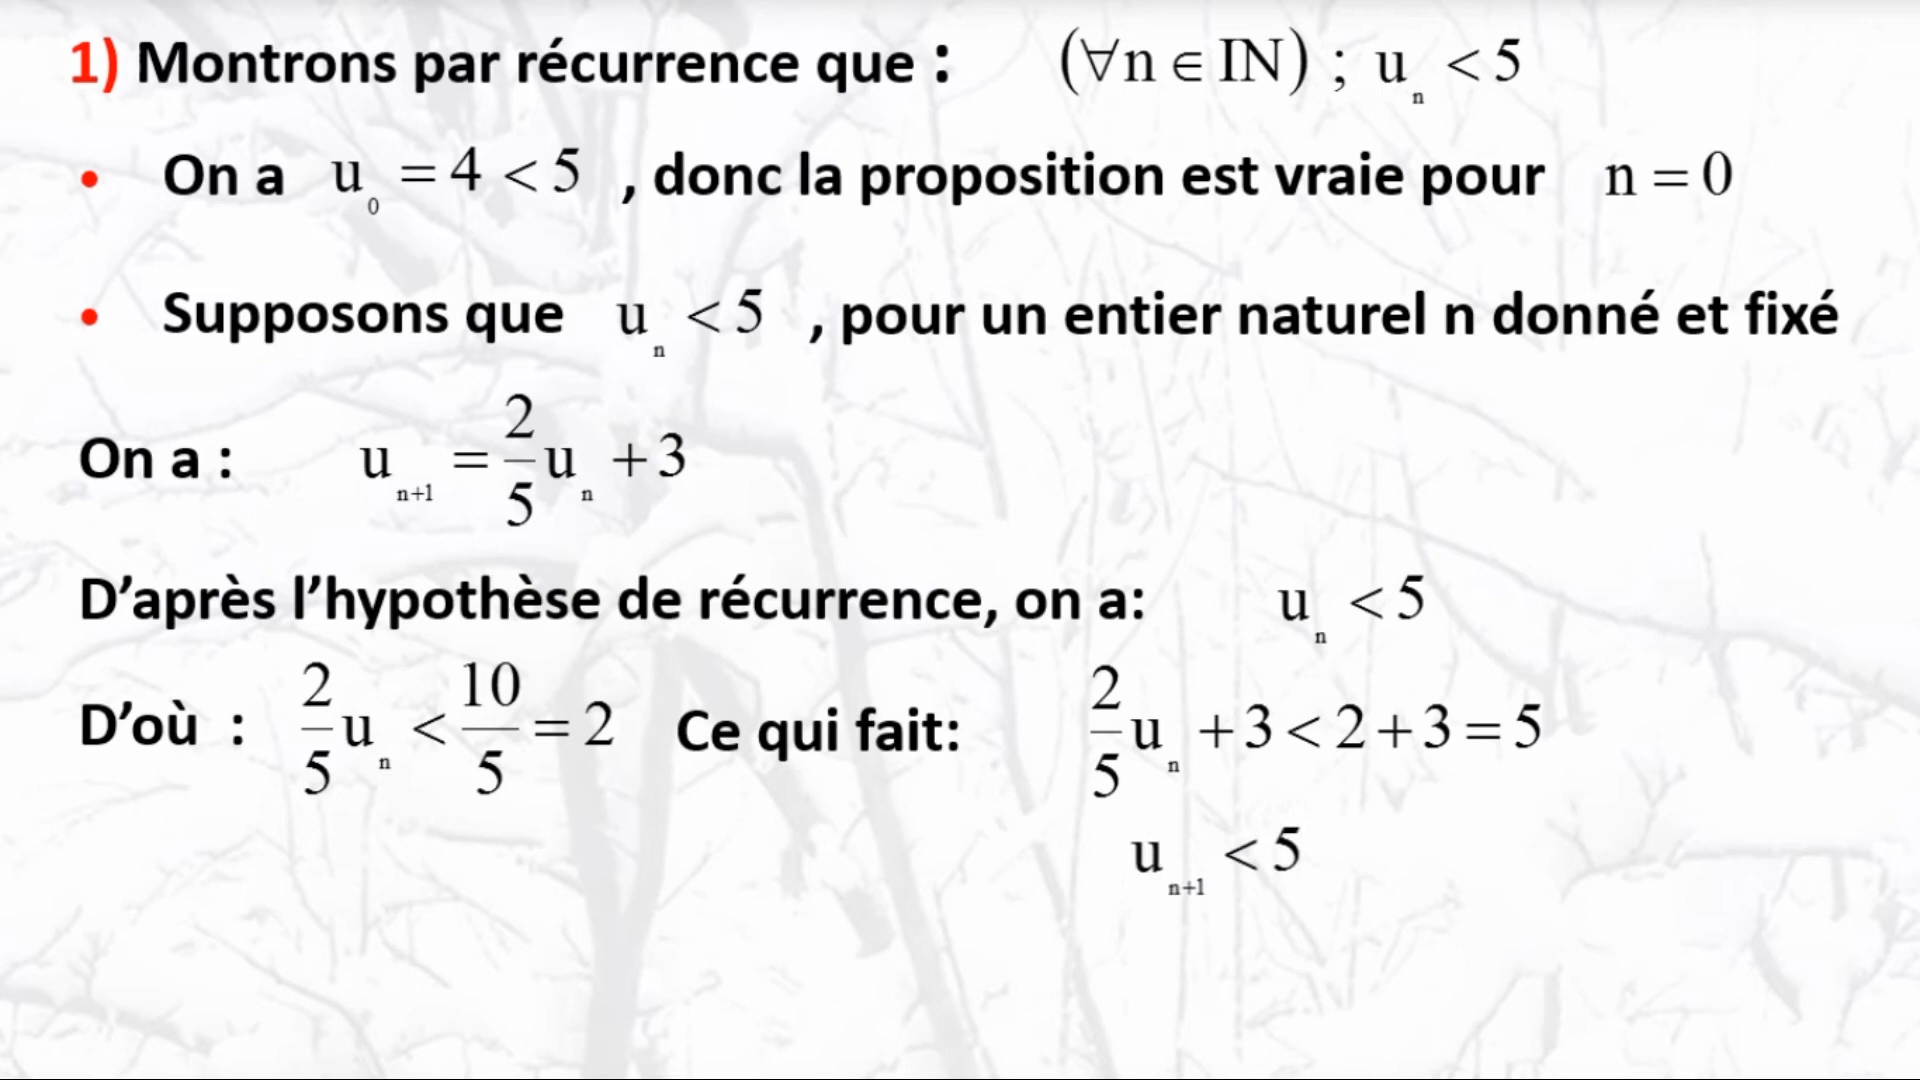 1) Montrons par récurrence que : (∀n ∈ IN) ; uₙ < 5
• On a u₀ = 4 < 5 , donc la proposition est vraie pour n = 0
• Supposons que uₙ < 5 , pour un entier naturel n donné et fixé
On a : uₙ₊₁ = 2/5 uₙ + 3
D’après l’hypothèse de récurrence, on a: uₙ < 5
D’où : 2/5 uₙ < 10/5 = 2 Ce qui fait: 2/5 uₙ + 3 < 2 + 3 = 5
uₙ₊₁ < 5